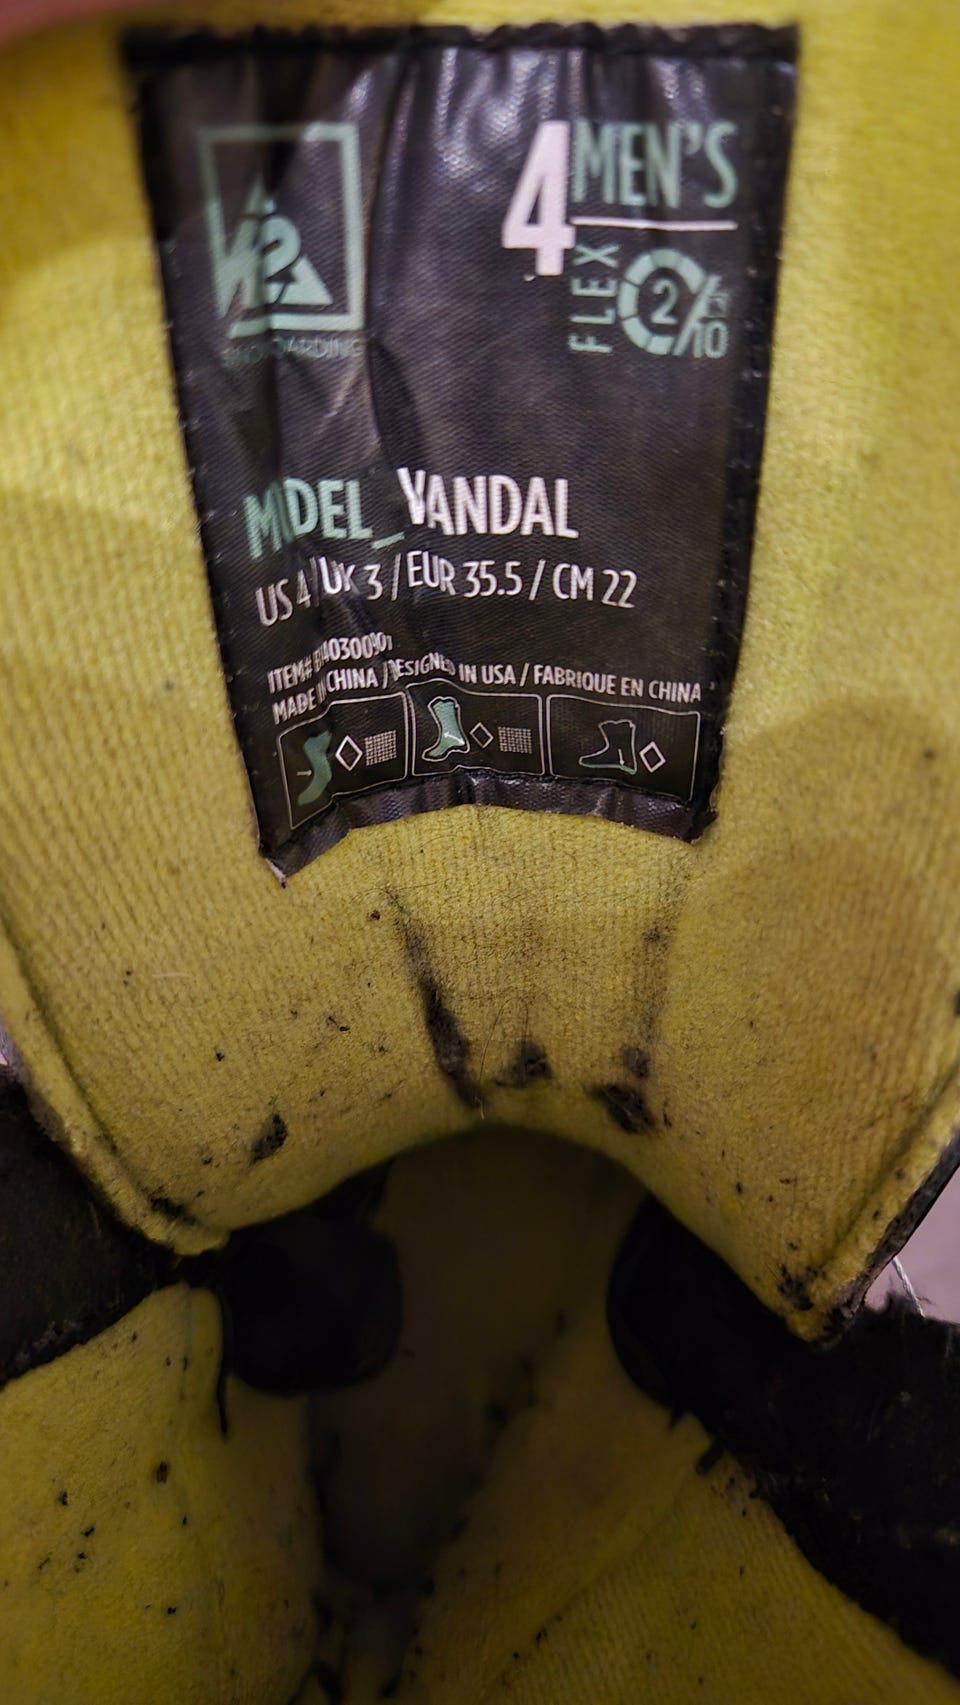 K2
SNOWBOARDING
4 MEN'S
FLEX 2/10
MODEL_VANDAL
US 4/UK 3/EUR 35.5/CM 22
ITEM#
MADE IN CHINA/DESIGNED IN USA/FABRIQUE EN CHINA